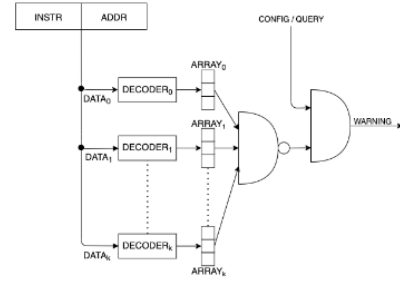 INSTR ADDR
CONFIG / QUERY
ARRAY0
DECODER0
DATA0
ARRAY1
DECODER1
DATA1
WARNING
DECODERk
DATAk
ARRAYk